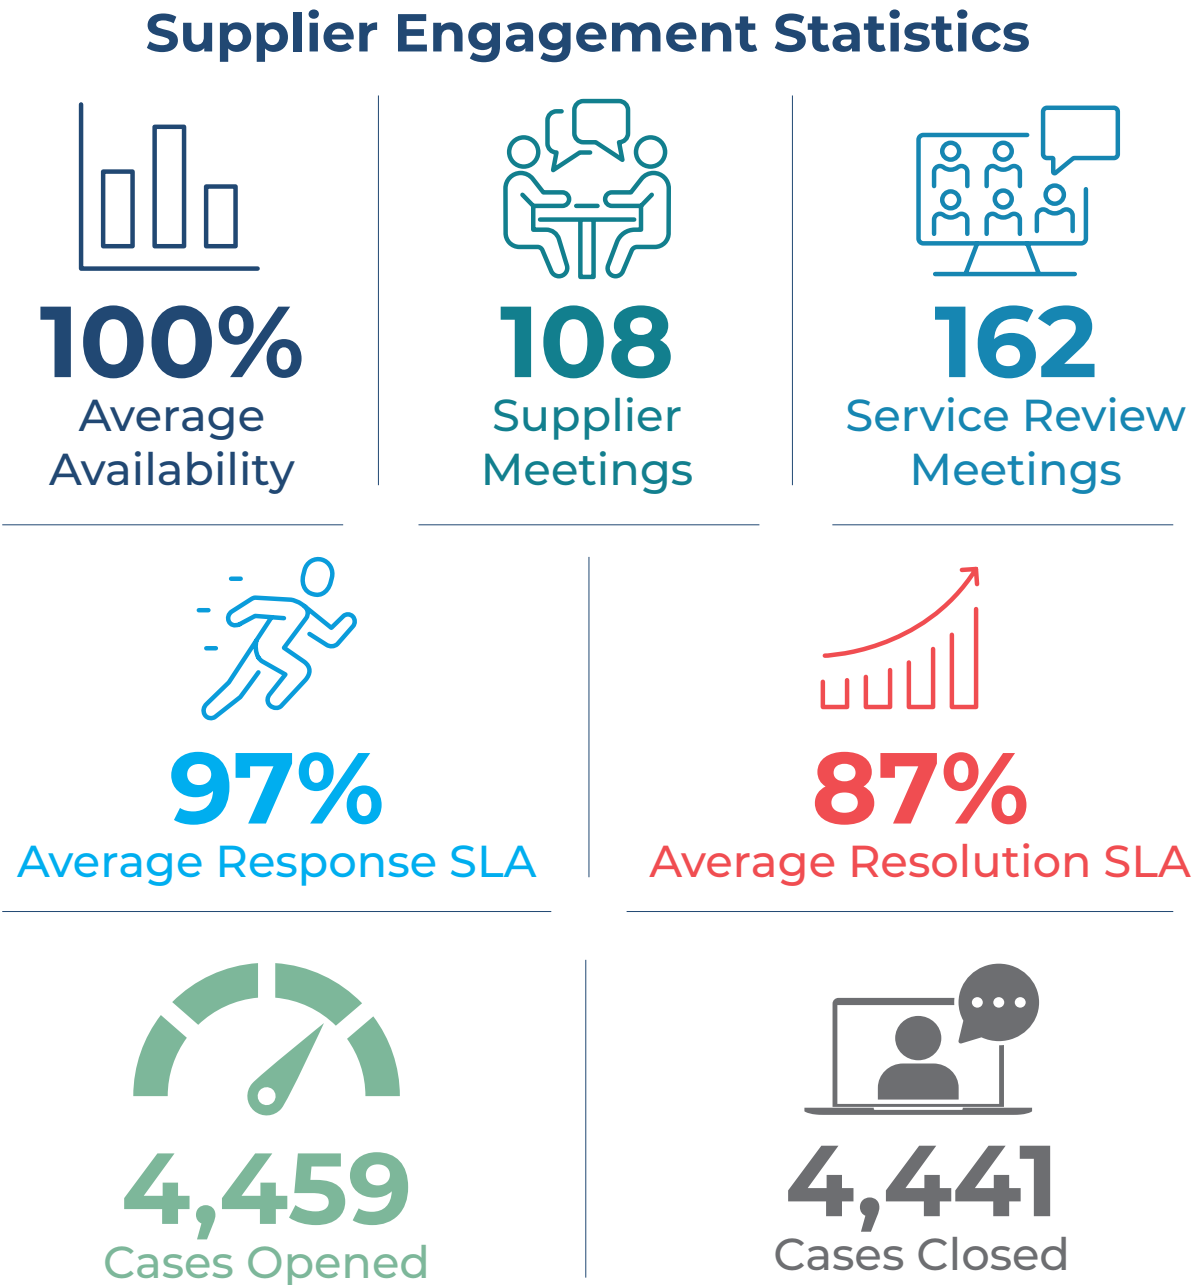 Supplier Engagement Statistics
100%
Average
Availability
108
Supplier
Meetings
162
Service Review
Meetings
97%
Average Response SLA
87%
Average Resolution SLA
4,459
Cases Opened
4,441
Cases Closed